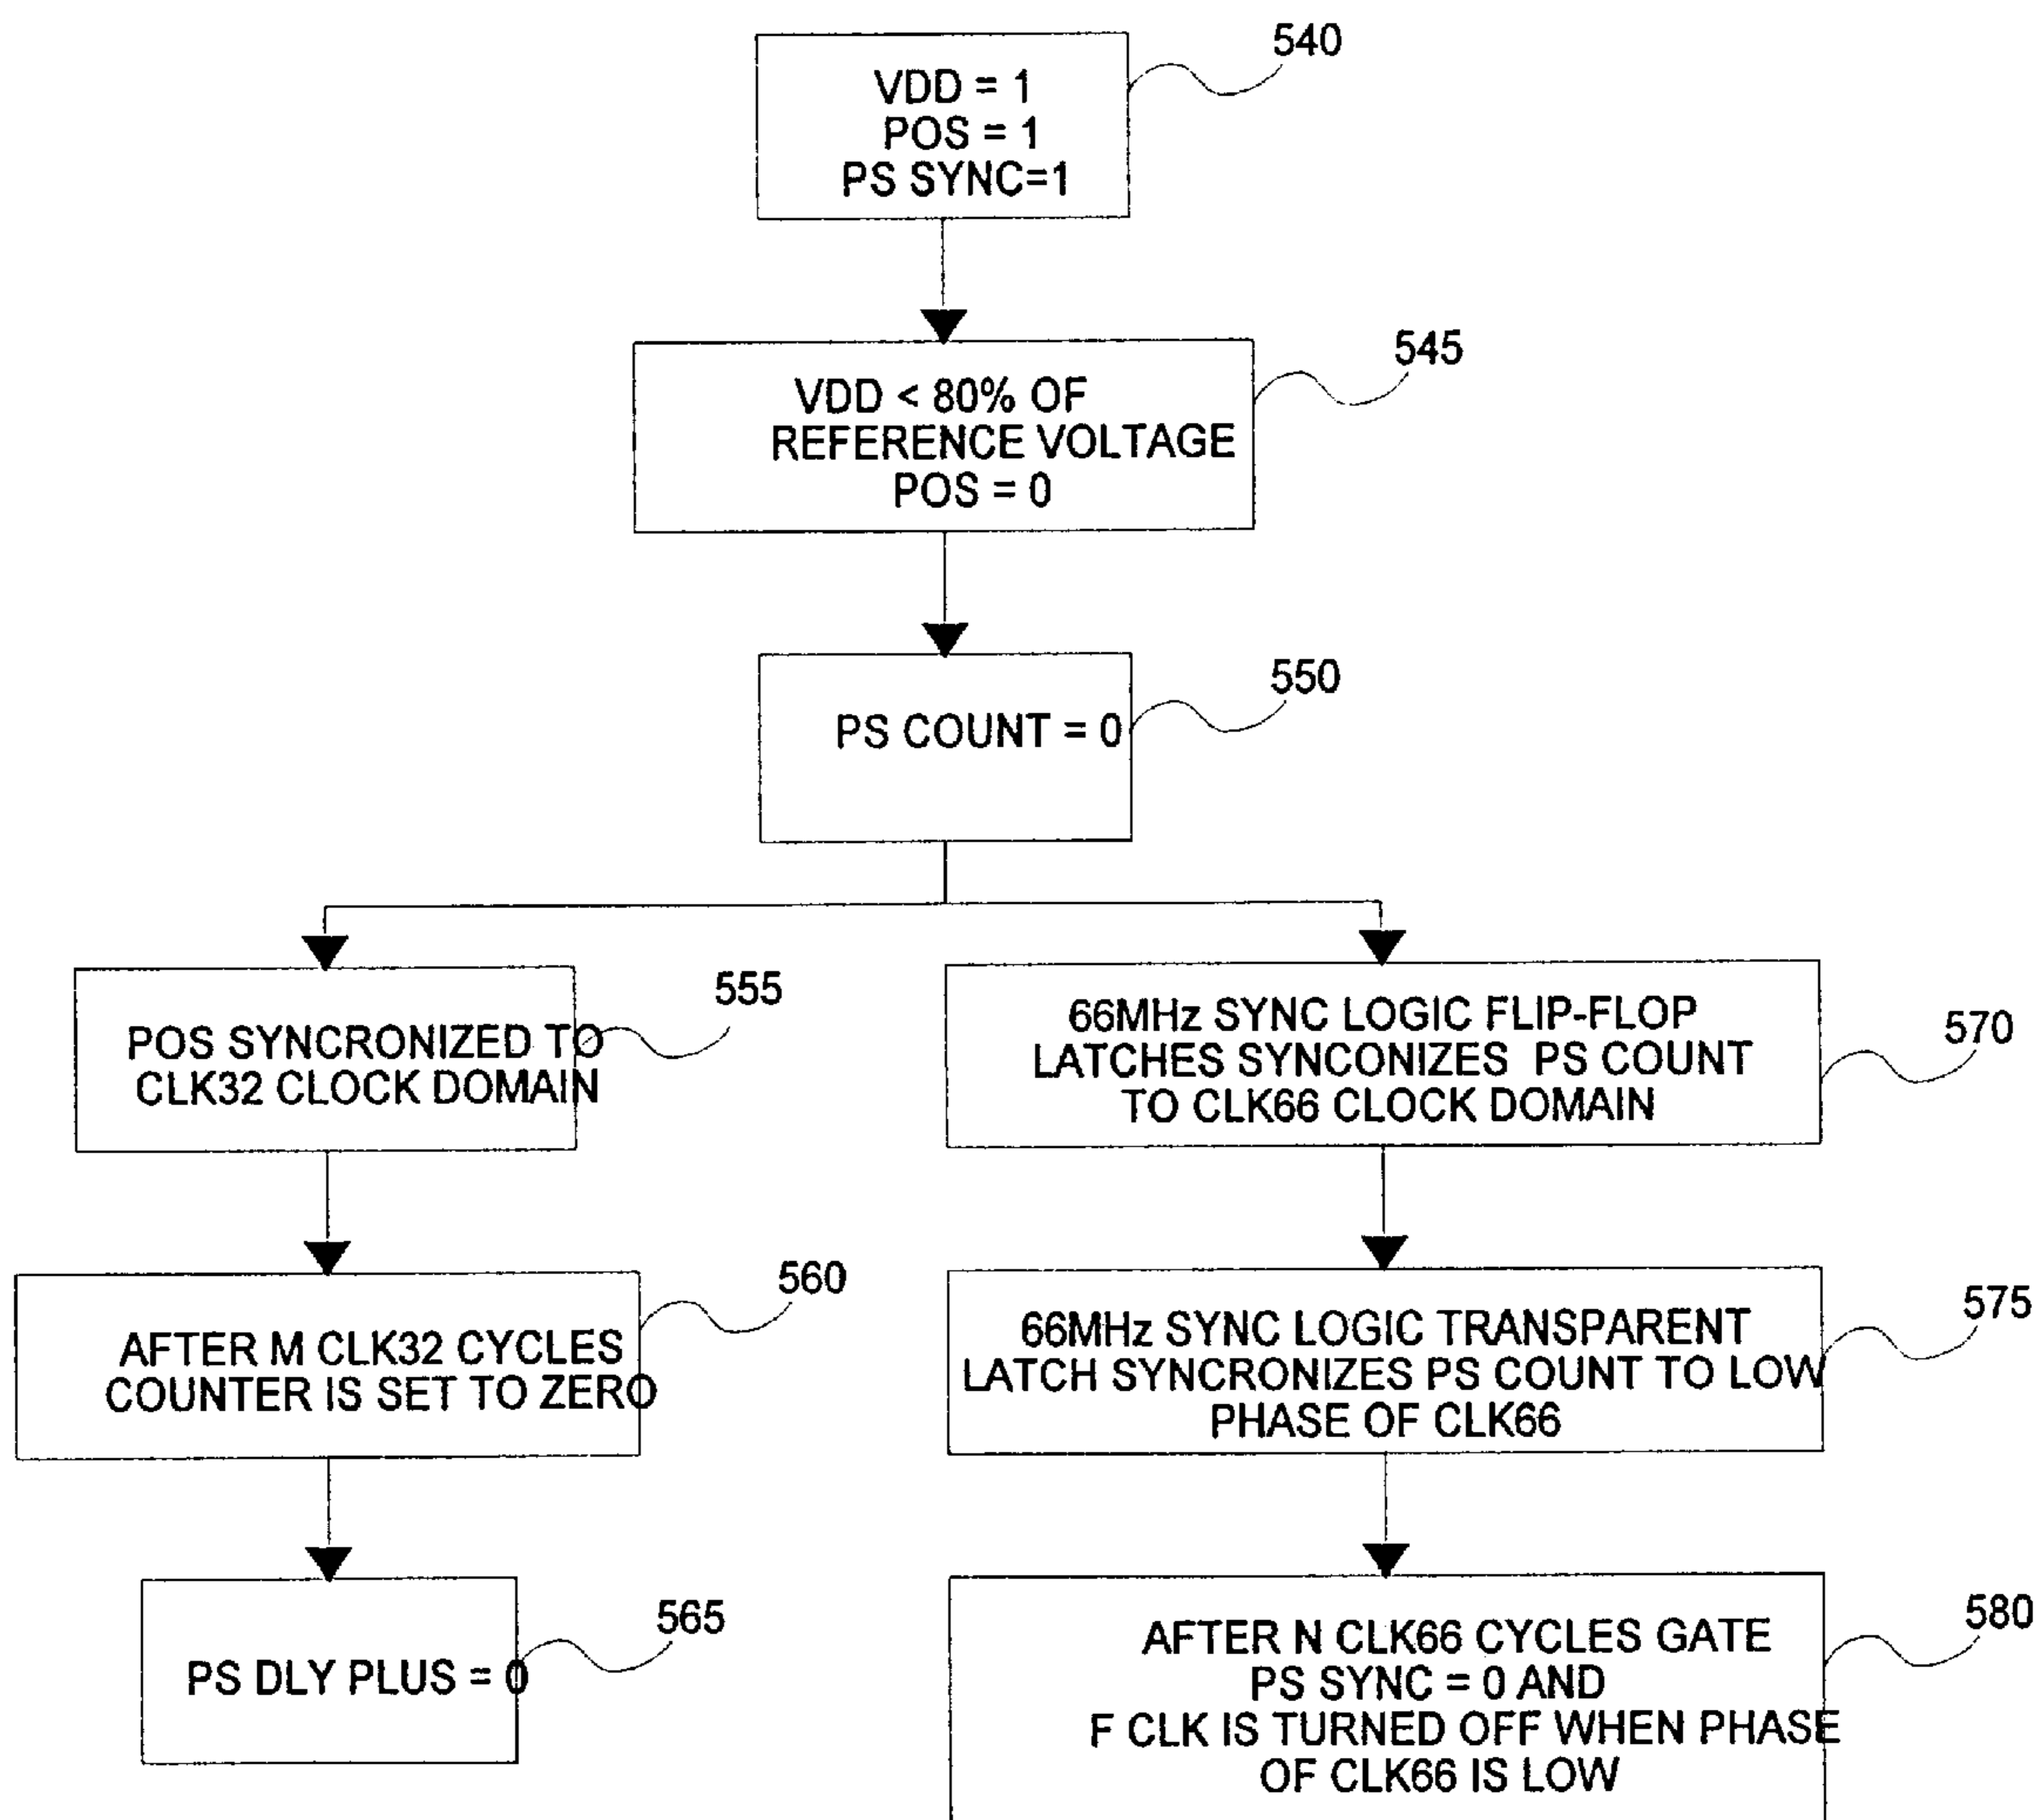 540
VDD = 1
POS = 1
PS SYNC=1
545
VDD < 80% OF
REFERENCE VOLTAGE
POS = 0
550
PS COUNT = 0
555
POS SYNCRONIZED TO
CLK32 CLOCK DOMAIN
560
AFTER M CLK32 CYCLES
COUNTER IS SET TO ZERO
565
PS DLY PLUS = 0
570
66MHz SYNC LOGIC FLIP-FLOP
LATCHES SYNCONIZES PS COUNT
TO CLK66 CLOCK DOMAIN
575
66MHz SYNC LOGIC TRANSPARENT
LATCH SYNCRONIZES PS COUNT TO LOW
PHASE OF CLK66
580
AFTER N CLK66 CYCLES GATE
PS SYNC = 0 AND
F CLK IS TURNED OFF WHEN PHASE
OF CLK66 IS LOW